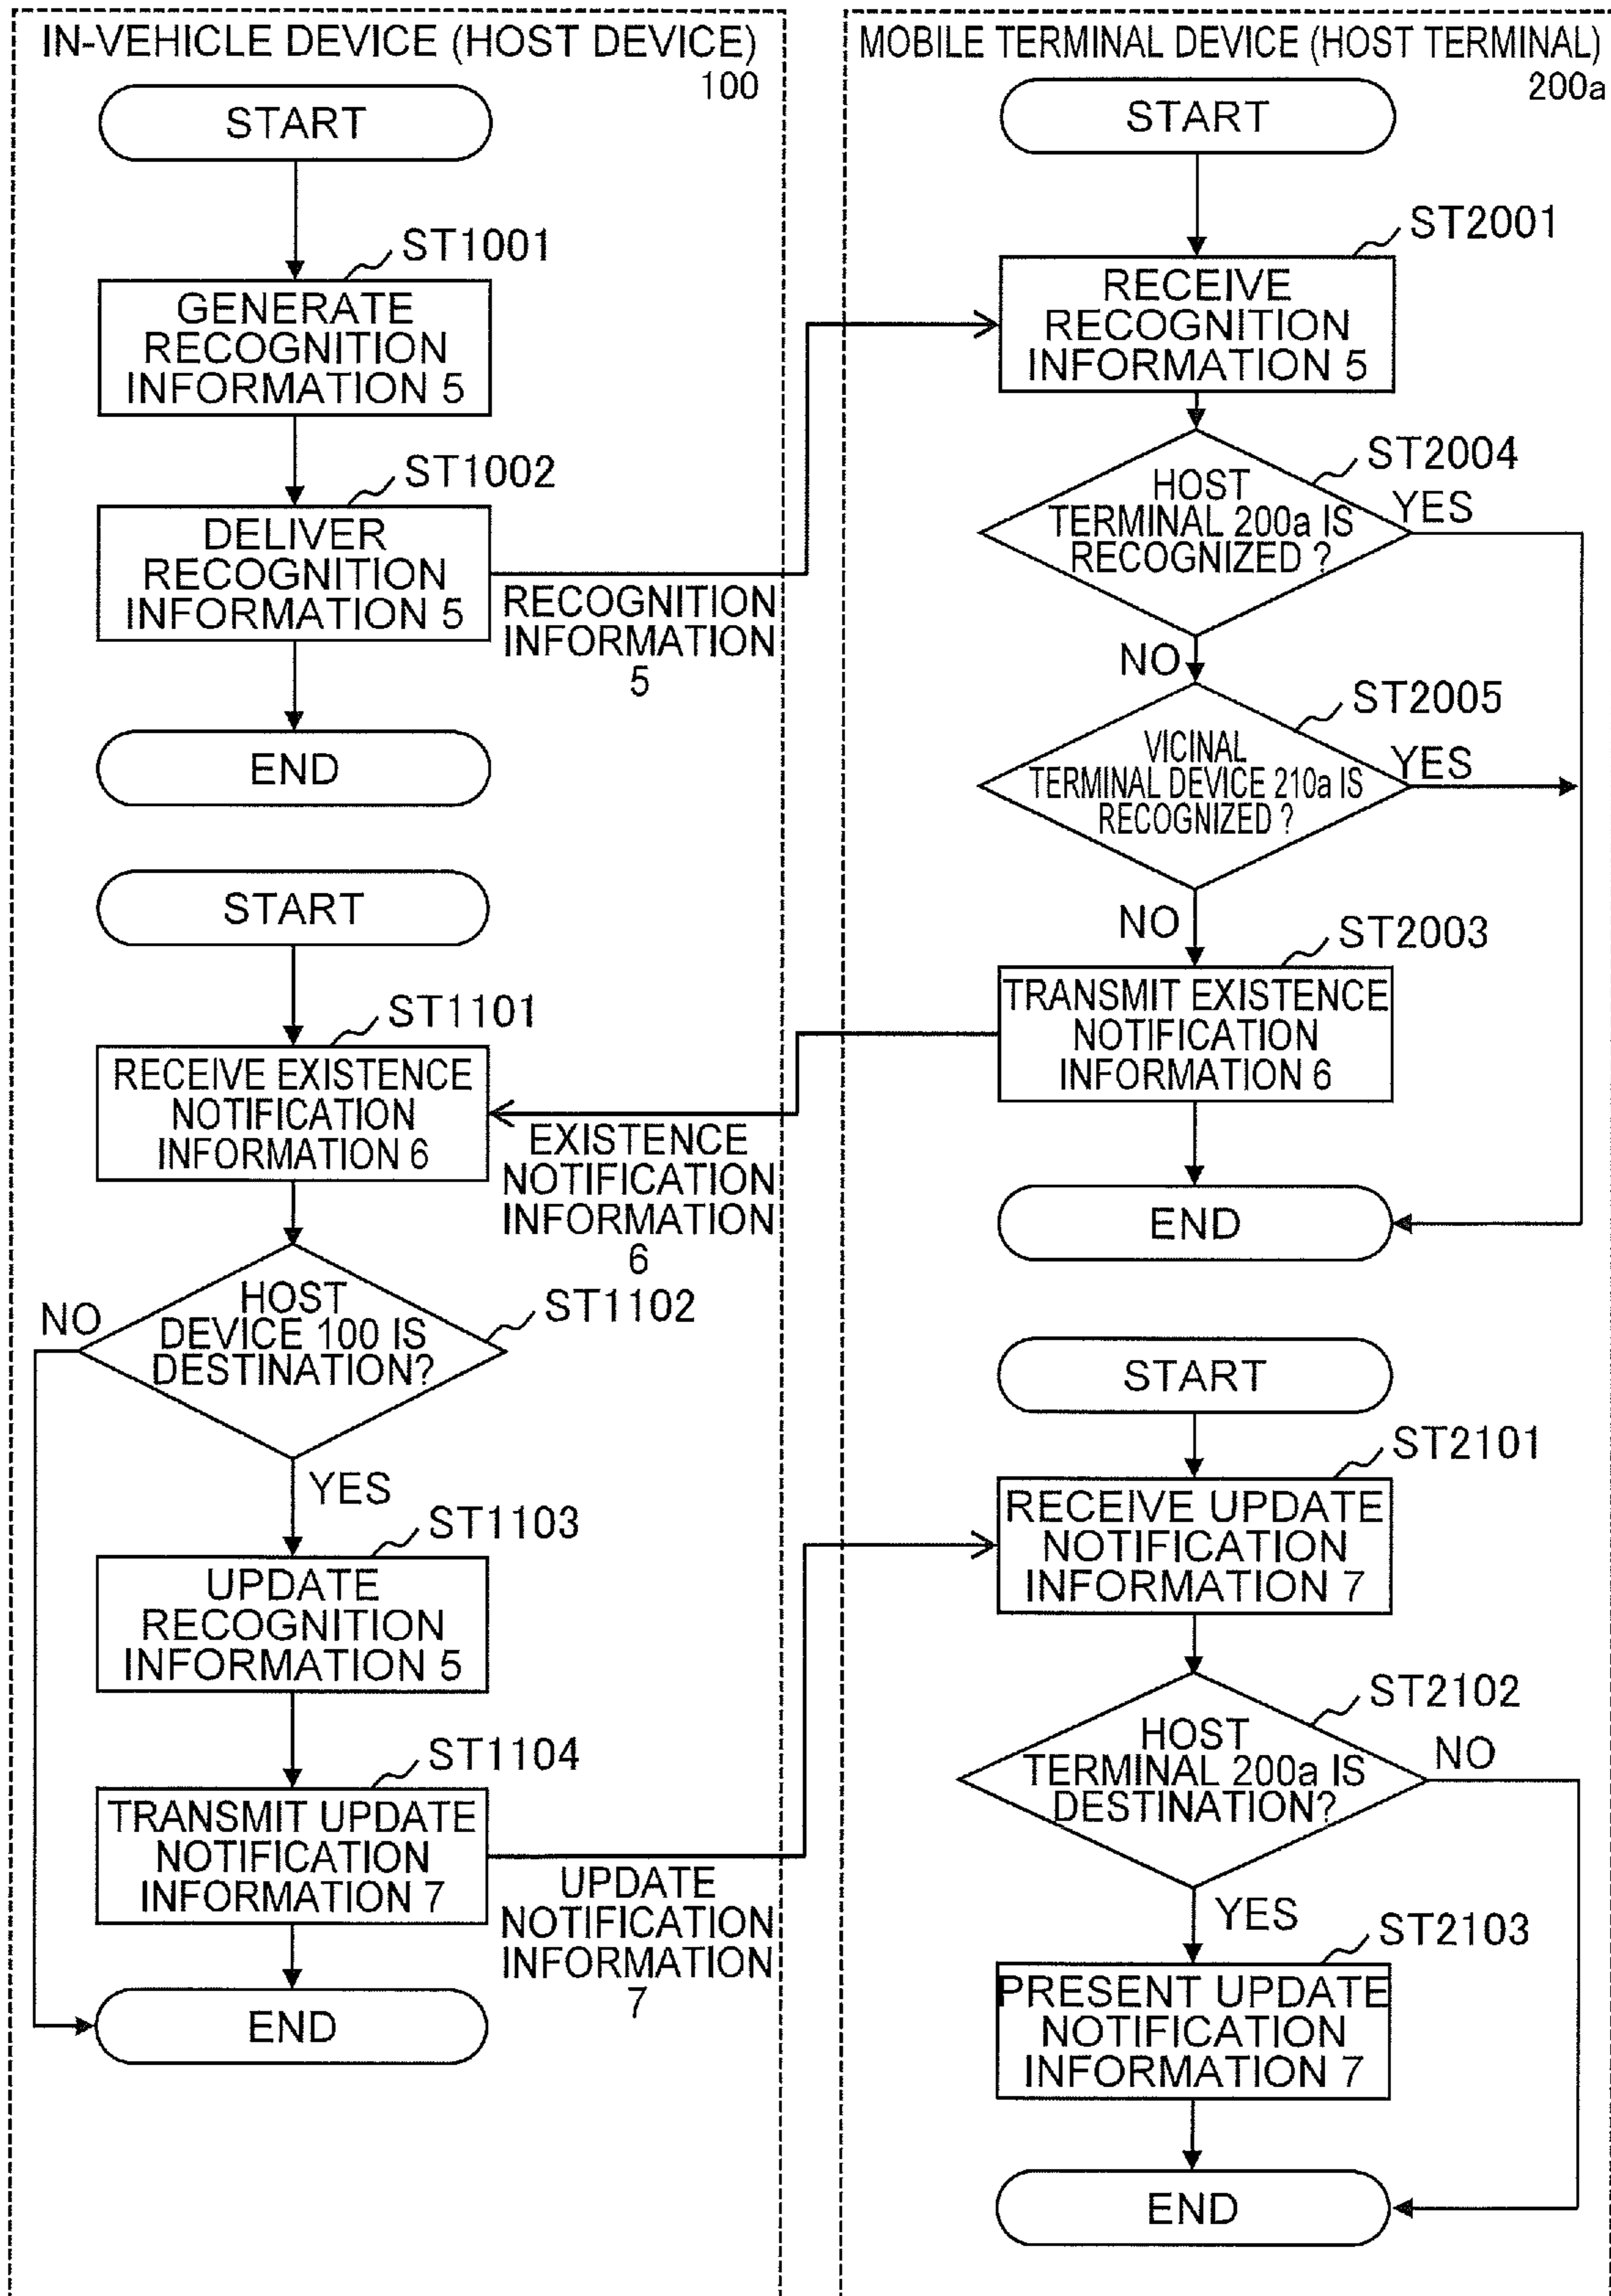 IN-VEHICLE DEVICE (HOST DEVICE)
100
START
ST1001
GENERATE
RECOGNITION
INFORMATION 5
ST1002
DELIVER
RECOGNITION
INFORMATION 5
RECOGNITION
INFORMATION
5
END
START
ST1101
RECEIVE EXISTENCE
NOTIFICATION
INFORMATION 6
EXISTENCE
NOTIFICATION
INFORMATION
6
ST1102
HOST
DEVICE 100 IS
DESTINATION?
NO
YES
ST1103
UPDATE
RECOGNITION
INFORMATION 5
ST1104
TRANSMIT UPDATE
NOTIFICATION
INFORMATION 7
UPDATE
NOTIFICATION
INFORMATION
7
END
MOBILE TERMINAL DEVICE (HOST TERMINAL)
200a
START
ST2001
RECEIVE
RECOGNITION
INFORMATION 5
ST2004
HOST
TERMINAL 200a IS
RECOGNIZED ?
YES
NO
ST2005
VICINAL
TERMINAL DEVICE 210a IS
RECOGNIZED ?
YES
NO
ST2003
TRANSMIT EXISTENCE
NOTIFICATION
INFORMATION 6
END
START
ST2101
RECEIVE UPDATE
NOTIFICATION
INFORMATION 7
ST2102
HOST
TERMINAL 200a IS
DESTINATION?
NO
YES
ST2103
PRESENT UPDATE
NOTIFICATION
INFORMATION 7
END